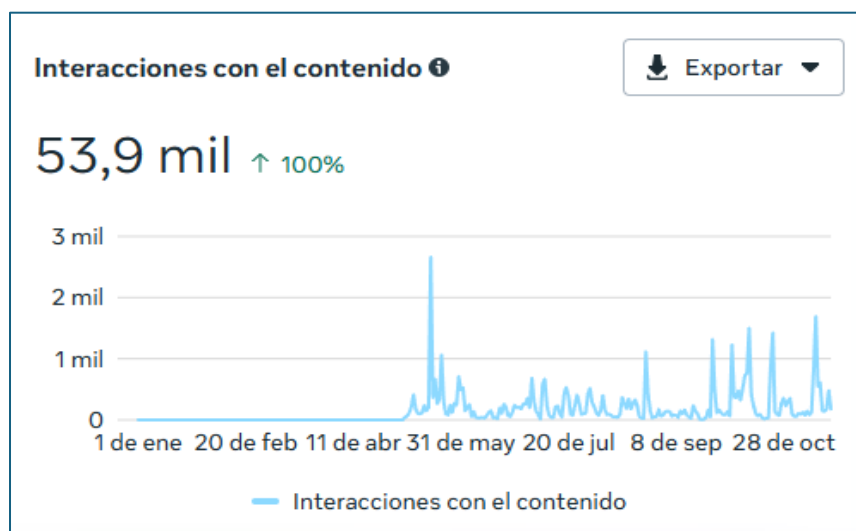 Interacciones con el contenido
Exportar
53,9 mil ↑ 100%
3 mil
2 mil
1 mil
0
1 de ene 20 de feb 11 de abr 31 de may 20 de jul 8 de sep 28 de oct
Interacciones con el contenido